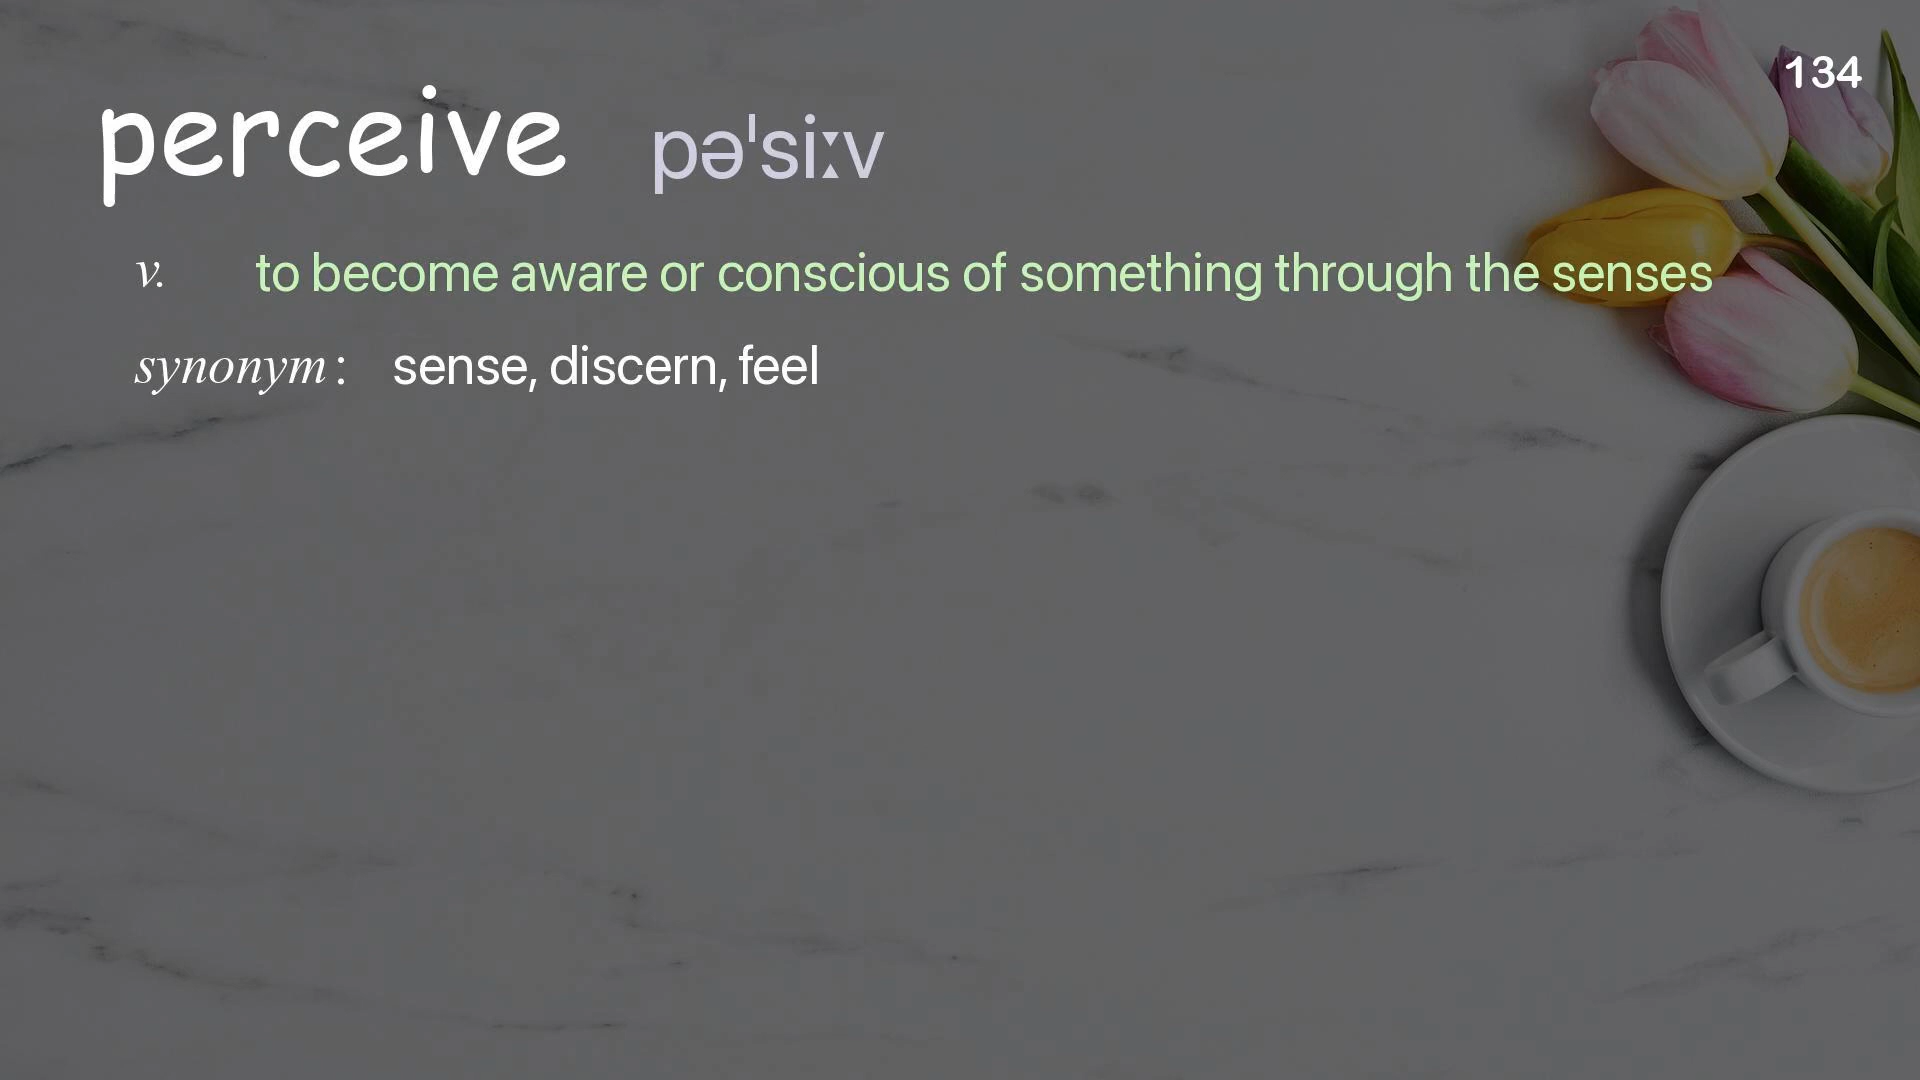 134
perceive pəˈsiːv
v. to become aware or conscious of something through the senses
synonym : sense, discern, feel